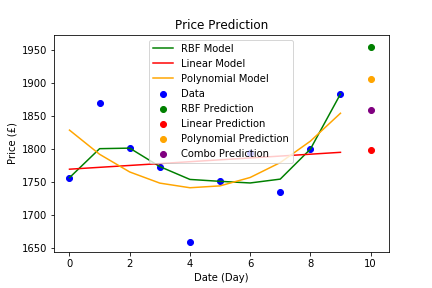 Price Prediction
1950
1900
1850
1800
1750
1700
1650
Price (£)
RBF Model
Linear Model
Polynomial Model
Data
RBF Prediction
Linear Prediction
Polynomial Prediction
Combo Prediction
0
2
4
6
8
10
Date (Day)